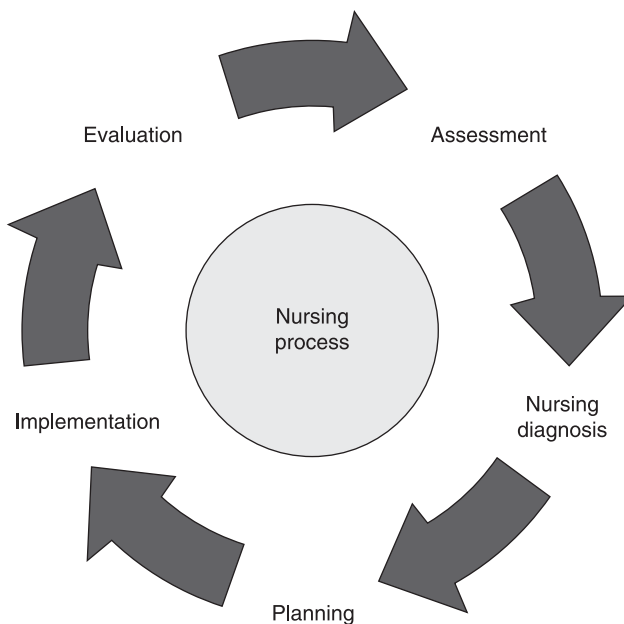 Evaluation
Assessment
Nursing
process
Implementation
Nursing
diagnosis
Planning